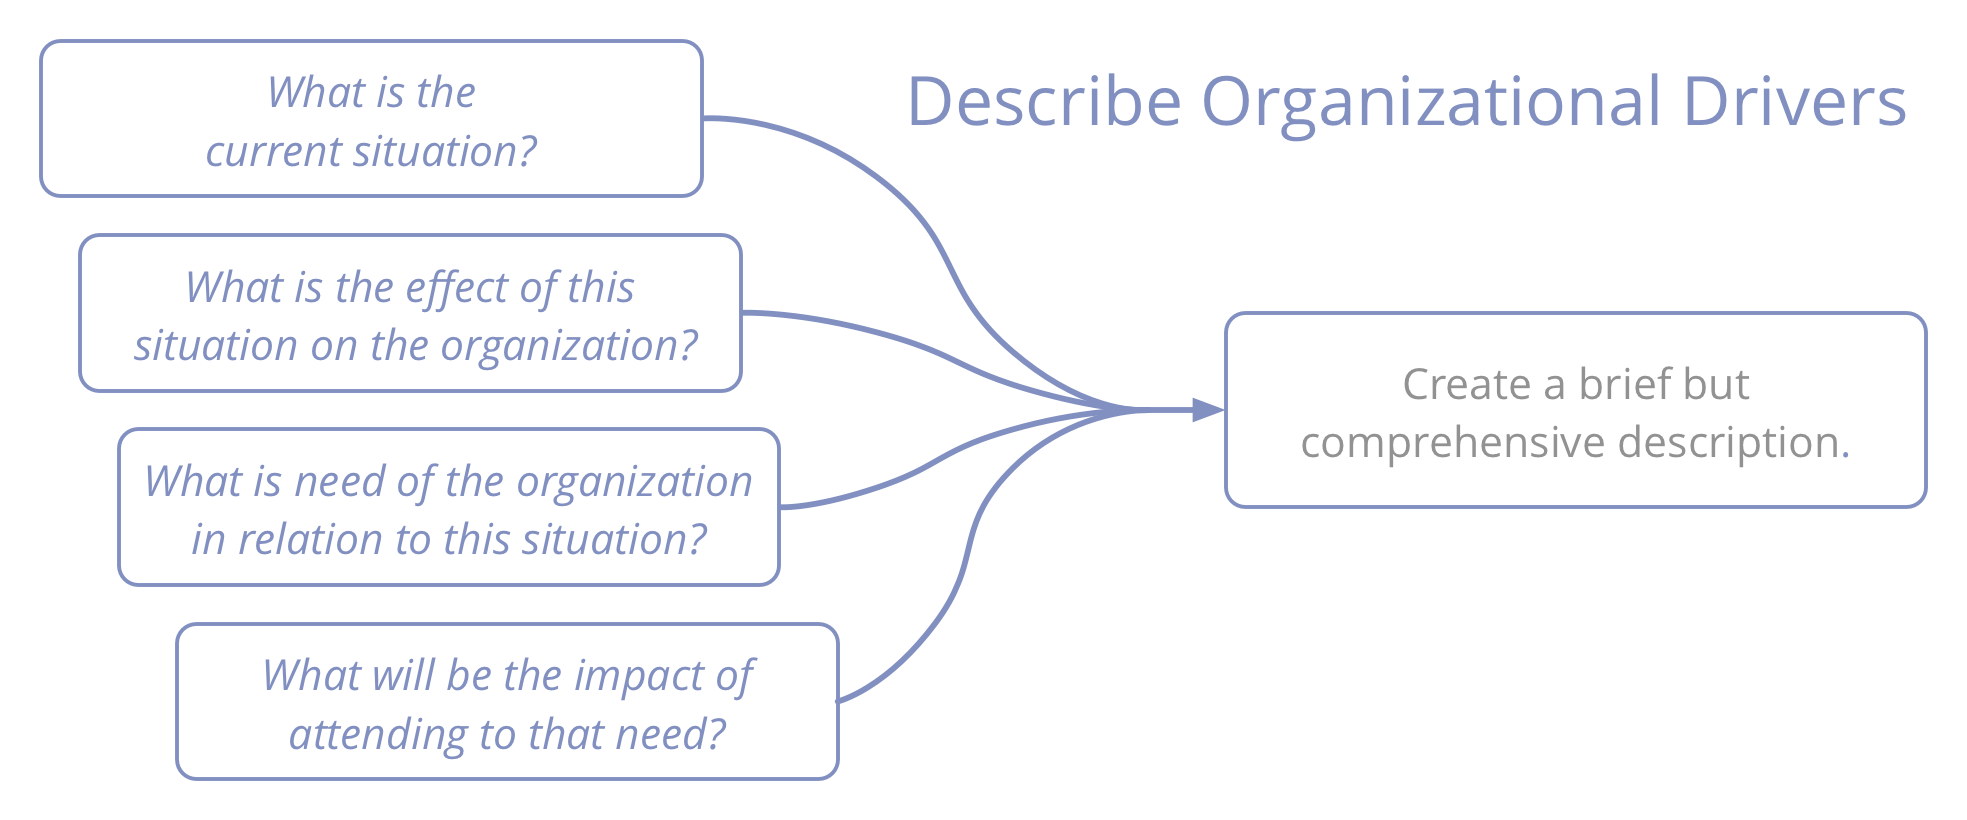 Describe Organizational Drivers
What is the
current situation?
What is the effect of this
situation on the organization?
What is need of the organization
in relation to this situation?
What will be the impact of
attending to that need?
Create a brief but
comprehensive description.